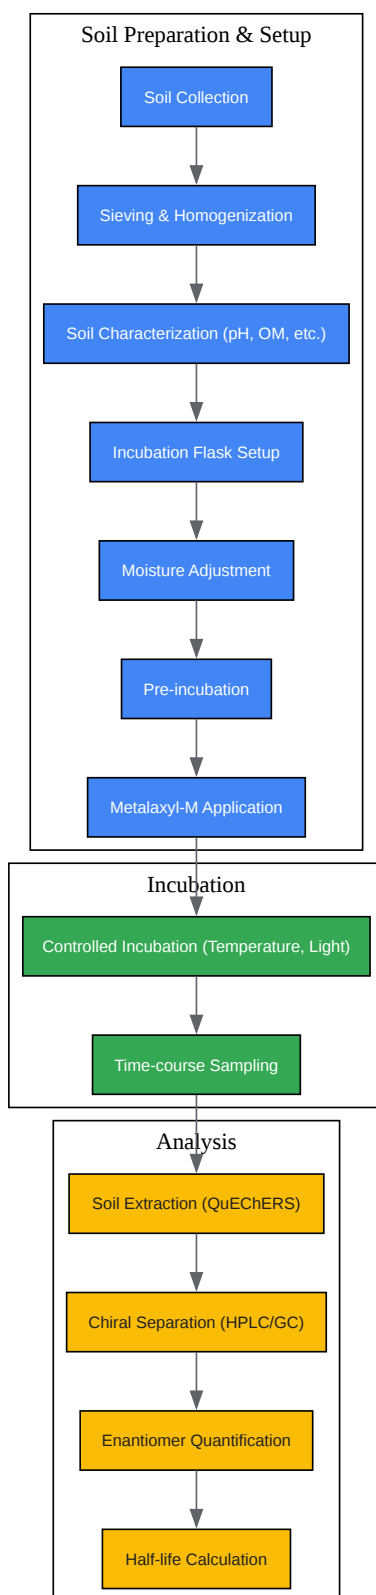 Soil Preparation & Setup
Soil Collection
Sieving & Homogenization
Soil Characterization (pH, OM, etc.)
Incubation Flask Setup
Moisture Adjustment
Pre-incubation
Metalaxyl-M Application
Incubation
Controlled Incubation (Temperature, Light)
Time-course Sampling
Analysis
Soil Extraction (QuEChERS)
Chiral Separation (HPLC/GC)
Enantiomer Quantification
Half-life Calculation